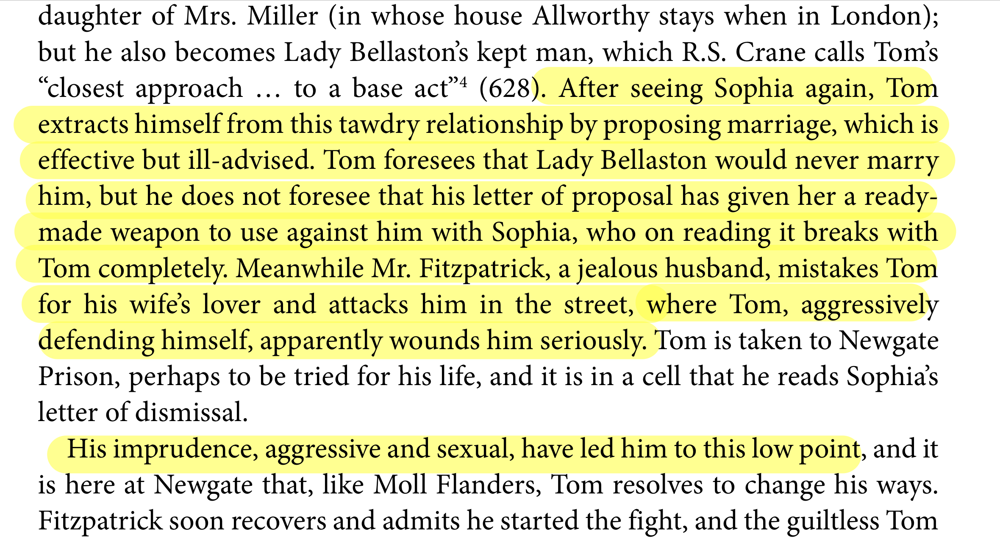 daughter of Mrs. Miller (in whose house Allworthy stays when in London);
but he also becomes Lady Bellaston’s kept man, which R.S. Crane calls Tom’s
“closest approach … to a base act”⁴ (628). After seeing Sophia again, Tom
extracts himself from this tawdry relationship by proposing marriage, which is
effective but ill-advised. Tom foresees that Lady Bellaston would never marry
him, but he does not foresee that his letter of proposal has given her a ready-
made weapon to use against him with Sophia, who on reading it breaks with
Tom completely. Meanwhile Mr. Fitzpatrick, a jealous husband, mistakes Tom
for his wife’s lover and attacks him in the street, where Tom, aggressively
defending himself, apparently wounds him seriously. Tom is taken to Newgate
Prison, perhaps to be tried for his life, and it is in a cell that he reads Sophia’s
letter of dismissal.
His imprudence, aggressive and sexual, have led him to this low point, and it
is here at Newgate that, like Moll Flanders, Tom resolves to change his ways.
Fitzpatrick soon recovers and admits he started the fight, and the guiltless Tom